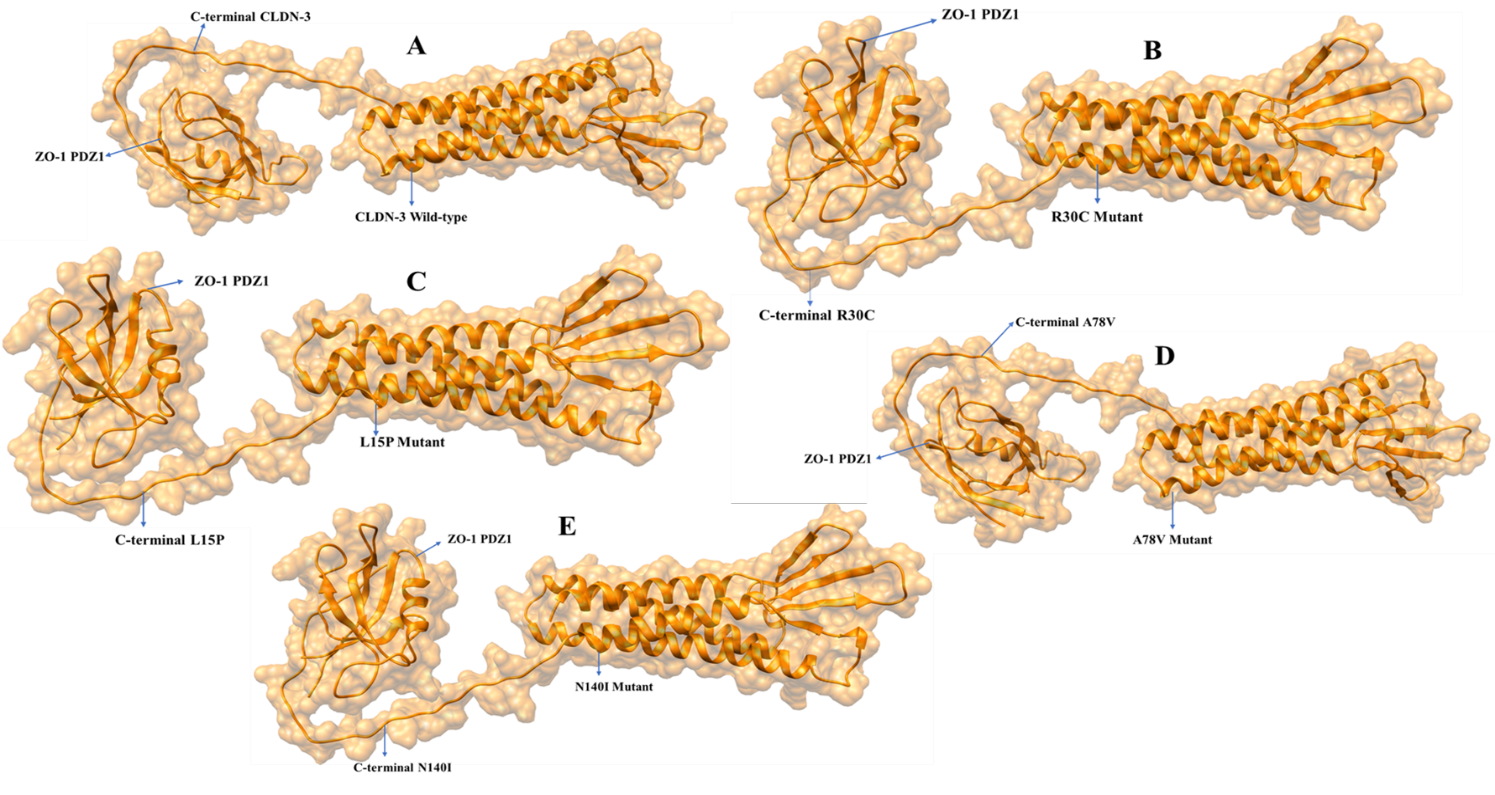 C-terminal CLDN-3
A
ZO-1 PDZ1
CLDN-3 Wild-type
ZO-1 PDZ1
B
R30C Mutant
C-terminal R30C
C
ZO-1 PDZ1
L15P Mutant
C-terminal L15P
C-terminal A78V
D
ZO-1 PDZ1
A78V Mutant
E
ZO-1 PDZ1
N140I Mutant
C-terminal N140I